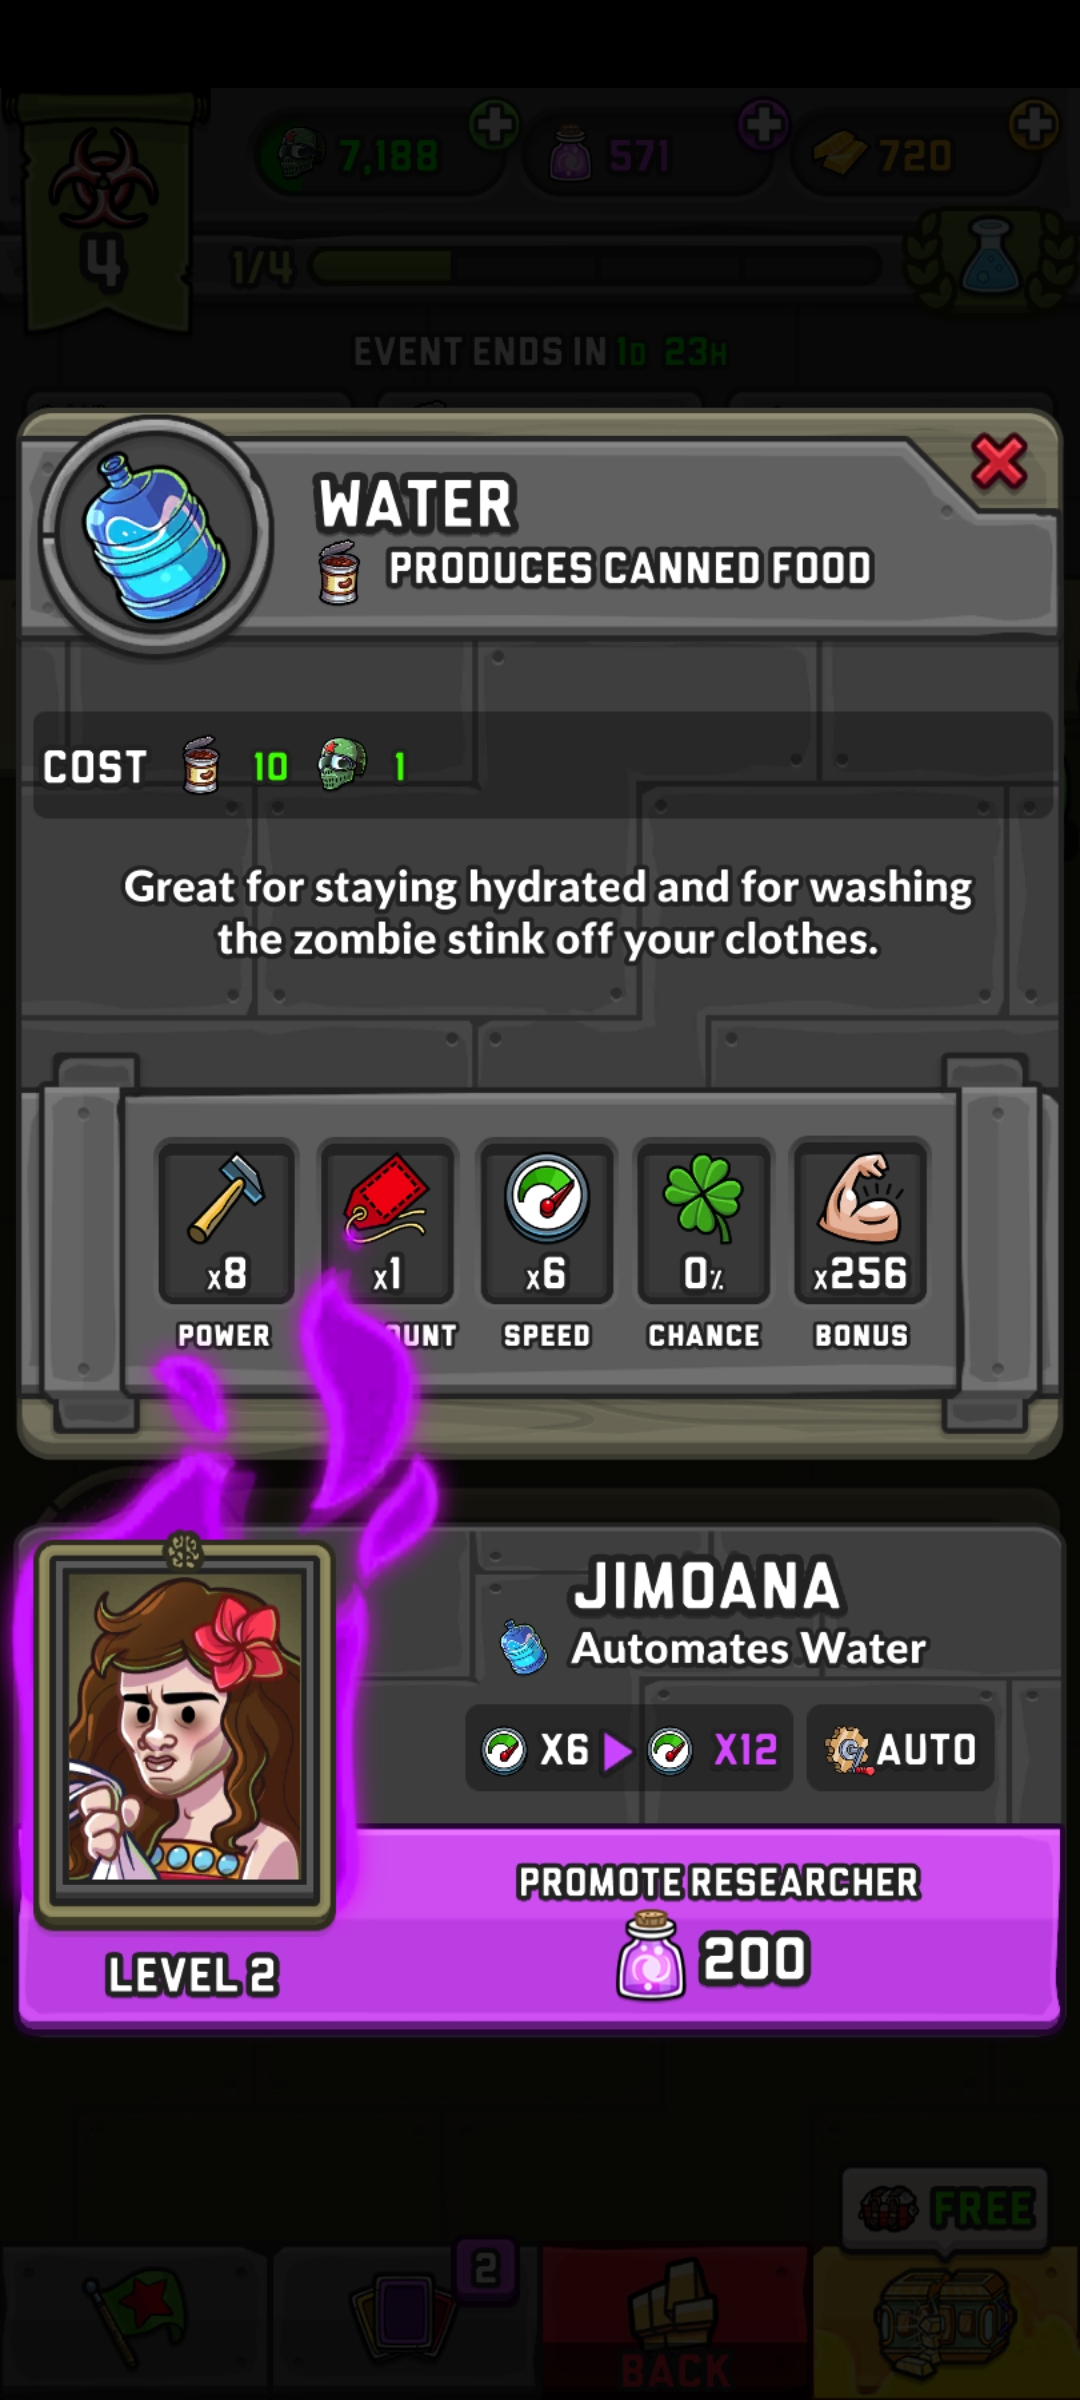 7,188
571
720
4
1/4
EVENT ENDS IN 1D 23H
WATER
PRODUCES CANNED FOOD
COST 10 1
Great for staying hydrated and for washing
the zombie stink off your clothes.
x8 x1 x6 0% x256
POWER OUNT SPEED CHANCE BONUS
JIMOANA
Automates Water
X6 X12 AUTO
PROMOTE RESEARCHER
200
LEVEL 2
FREE
2
BACK